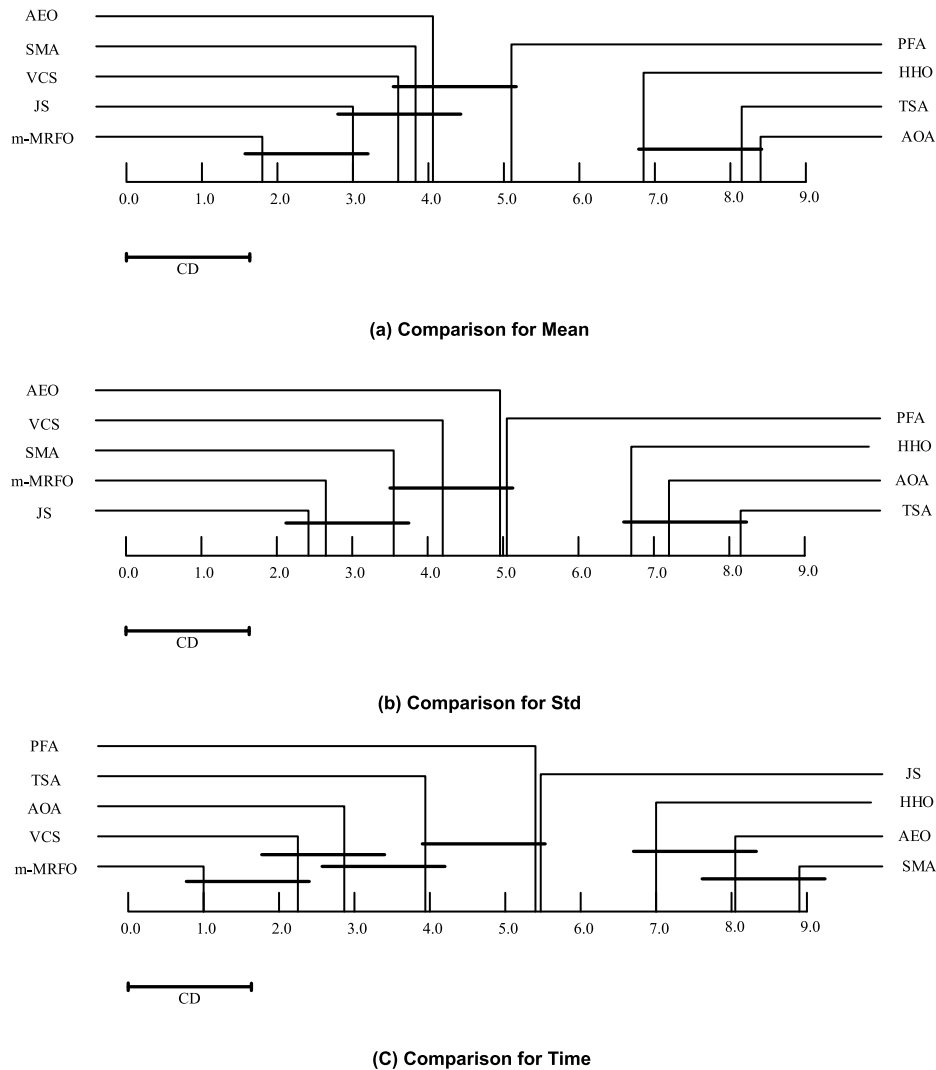 AEO
PFA
SMA
HHO
VCS
JS
TSA
m-MRFO
AOA
0.0 1.0 2.0 3.0 4.0 5.0 6.0 7.0 8.0 9.0
CD
(a) Comparison for Mean
AEO
PFA
VCS
HHO
SMA
m-MRFO
AOA
JS
TSA
0.0 1.0 2.0 3.0 4.0 5.0 6.0 7.0 8.0 9.0
CD
(b) Comparison for Std
PFA
JS
TSA
HHO
AOA
VCS
AEO
m-MRFO
SMA
0.0 1.0 2.0 3.0 4.0 5.0 6.0 7.0 8.0 9.0
CD
(C) Comparison for Time